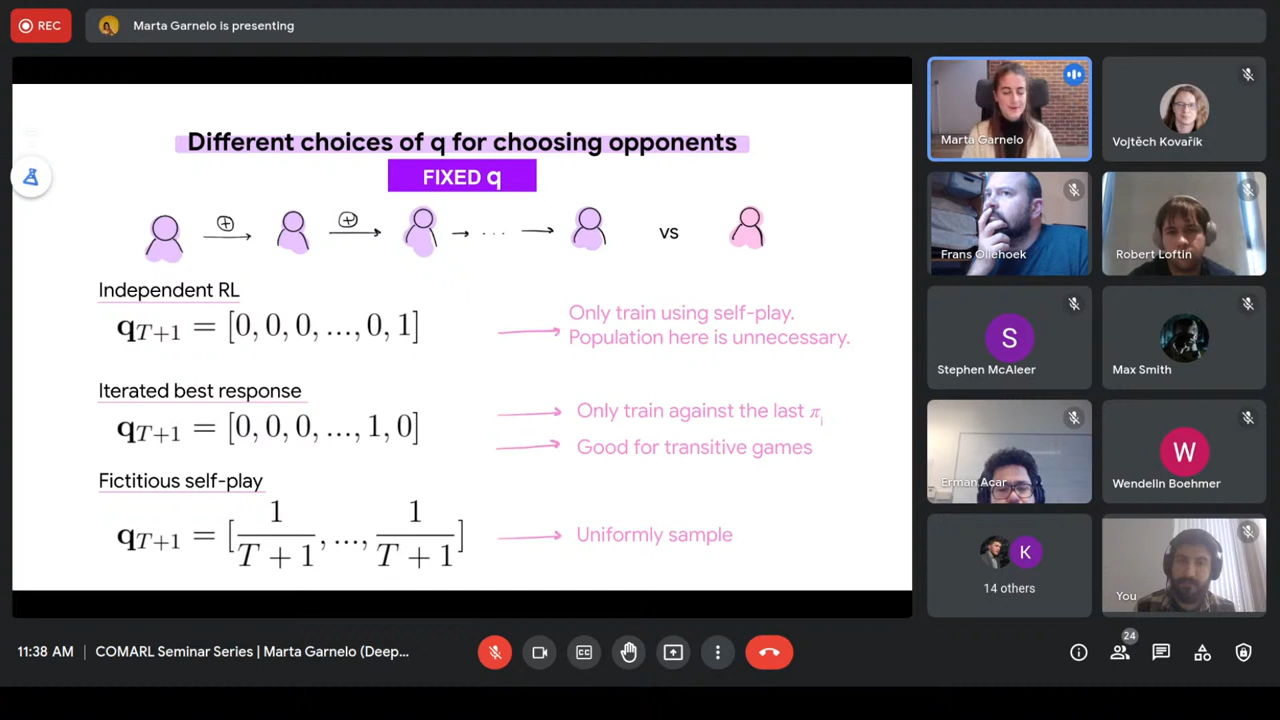 REC
Marta Garnelo is presenting
Different choices of q for choosing opponents
FIXED q
vs
Independent RL
q_{T+1} = [0, 0, 0, ..., 0, 1]
Only train using self-play.
Population here is unnecessary.
Iterated best response
q_{T+1} = [0, 0, 0, ..., 1, 0]
Only train against the last π_i
Good for transitive games
Fictitious self-play
q_{T+1} = [1/(T + 1), ..., 1/(T + 1)]
Uniformly sample
Marta Garnelo
Vojtěch Kovařík
Frans Oliehoek
Robert Loftin
S
Stephen McAleer
Max Smith
Erman Acar
W
Wendelin Boehmer
K
14 others
You
11:38 AM | COMARL Seminar Series | Marta Garnelo (Deep...
24